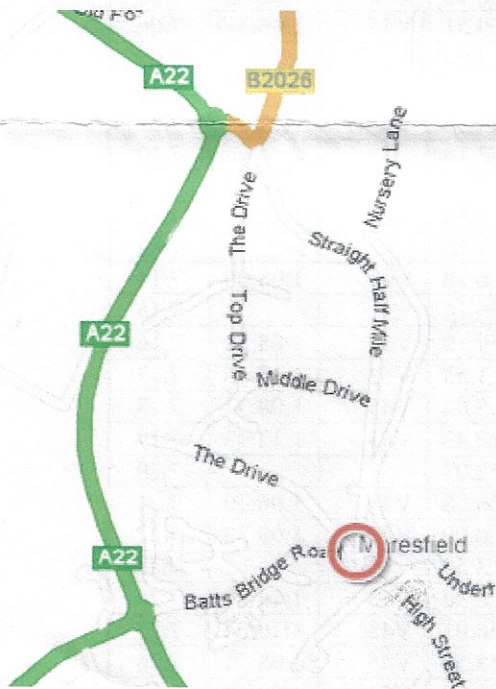 A22
B2026
Nursery Lane
The Drive
Straight Half Mile
Top Drive
A22
Middle Drive
The Drive
A22
Maresfield
Batts Bridge
High Street